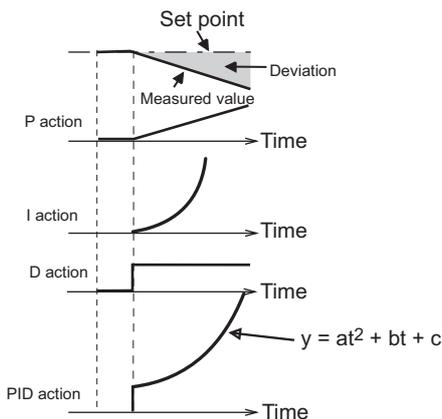 Set point
Deviation
Measured value
P action
Time
I action
Time
D action
Time
y = at² + bt + c
PID action
Time